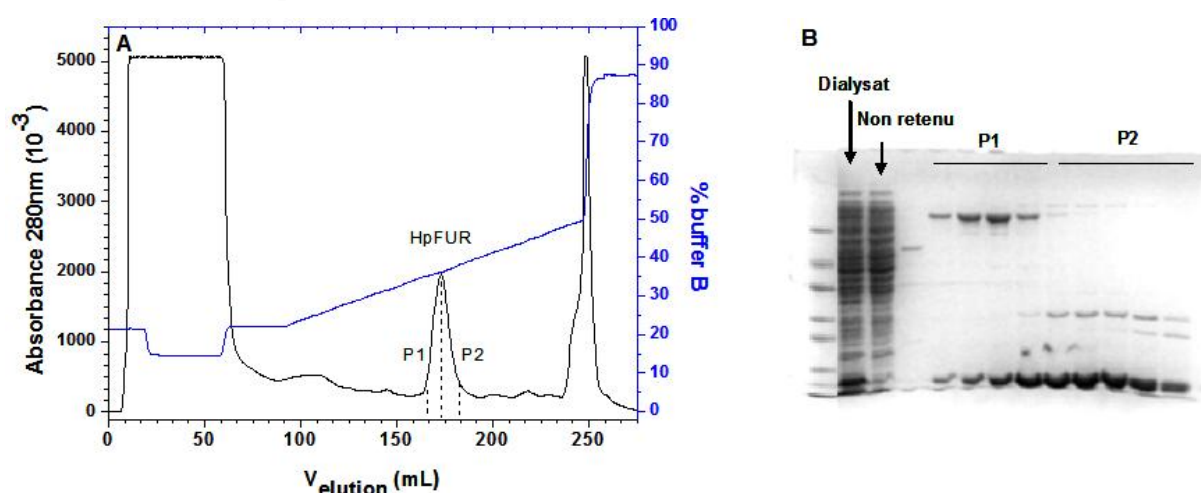 A
Absorbance 280nm (10⁻³)
5000
4000
3000
2000
1000
0
0
50
100
150
200
250
V elution (mL)
100
90
80
70
60
50
40
30
20
10
0
% buffer B
HpFUR
P1
P2
B
Dialysat
Non retenu
P1
P2